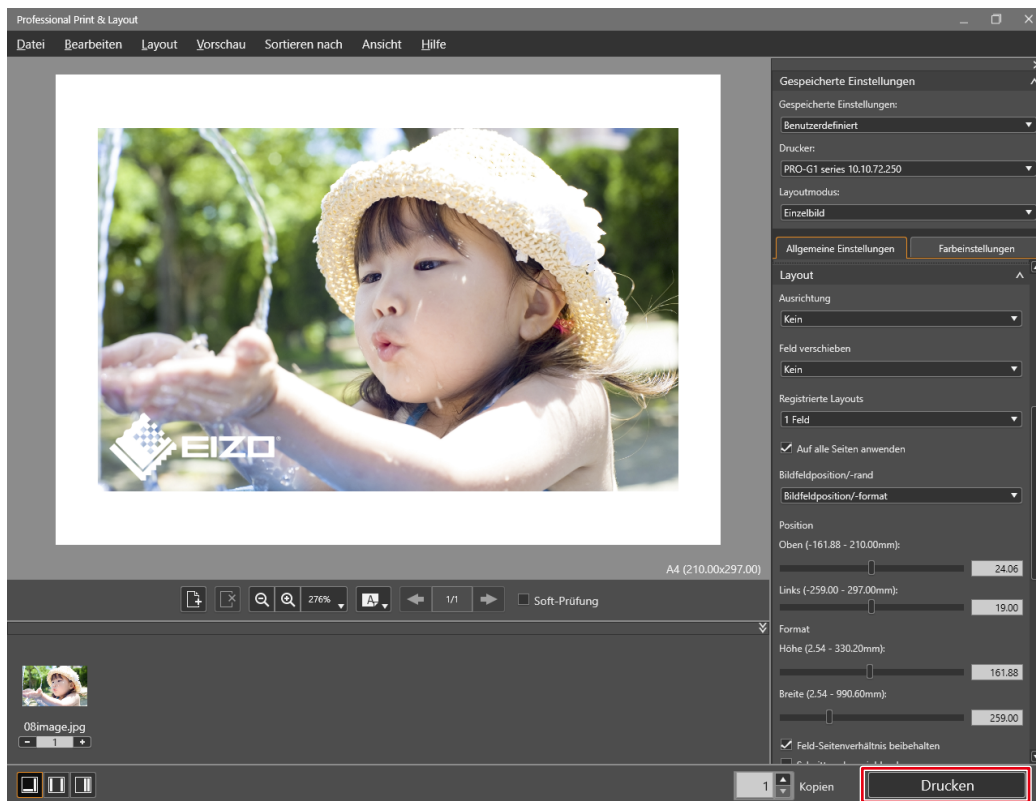 Professional Print & Layout
Datei Bearbeiten Layout Vorschau Sortieren nach Ansicht Hilfe
EIZO
A4 (210.00x297.00)
276% A 1/1 Soft-Prüfung
08image.jpg
- 1 +
Gespeicherte Einstellungen
Gespeicherte Einstellungen:
Benutzerdefiniert
Drucker:
PRO-G1 series 10.10.72.250
Layoutmodus:
Einzelbild
Allgemeine Einstellungen Farbeinstellungen
Layout
Ausrichtung
Kein
Feld verschieben
Kein
Registrierte Layouts
1 Feld
Auf alle Seiten anwenden
Bildfeldposition/-rand
Bildfeldposition/-format
Position
Oben (-161.88 - 210.00mm):
24.06
Links (-259.00 - 297.00mm):
19.00
Format
Höhe (2.54 - 330.20mm):
161.88
Breite (2.54 - 990.60mm):
259.00
Feld-Seitenverhältnis beibehalten
1 Kopien Drucken